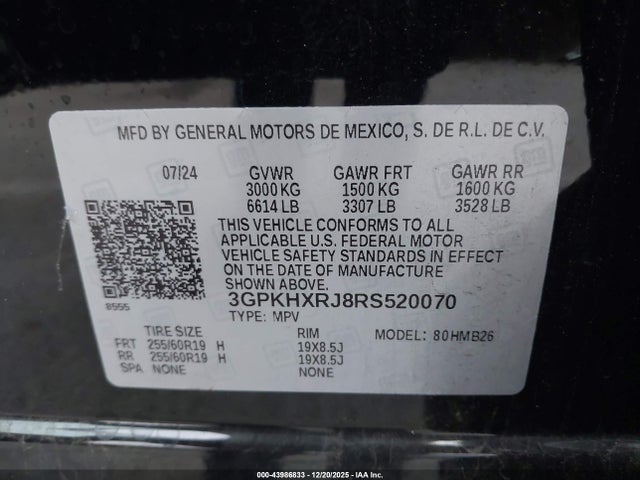 MFD BY GENERAL MOTORS DE MEXICO, S. DE R.L. DE C.V.
07/24 GVWR GAWR FRT GAWR RR
3000 KG 1500 KG 1600 KG
6614 LB 3307 LB 3528 LB
THIS VEHICLE CONFORMS TO ALL
APPLICABLE U.S. FEDERAL MOTOR
VEHICLE SAFETY STANDARDS IN EFFECT
ON THE DATE OF MANUFACTURE
SHOWN ABOVE.
8555
3GPKHXRJ8RS520070
TYPE: MPV
TIRE SIZE RIM MODEL: 80HMB26
FRT 255/60R19 H 19X8.5J
RR 255/60R19 H 19X8.5J
SPA NONE NONE
000-43986833 - 12/20/2025 - IAA Inc.